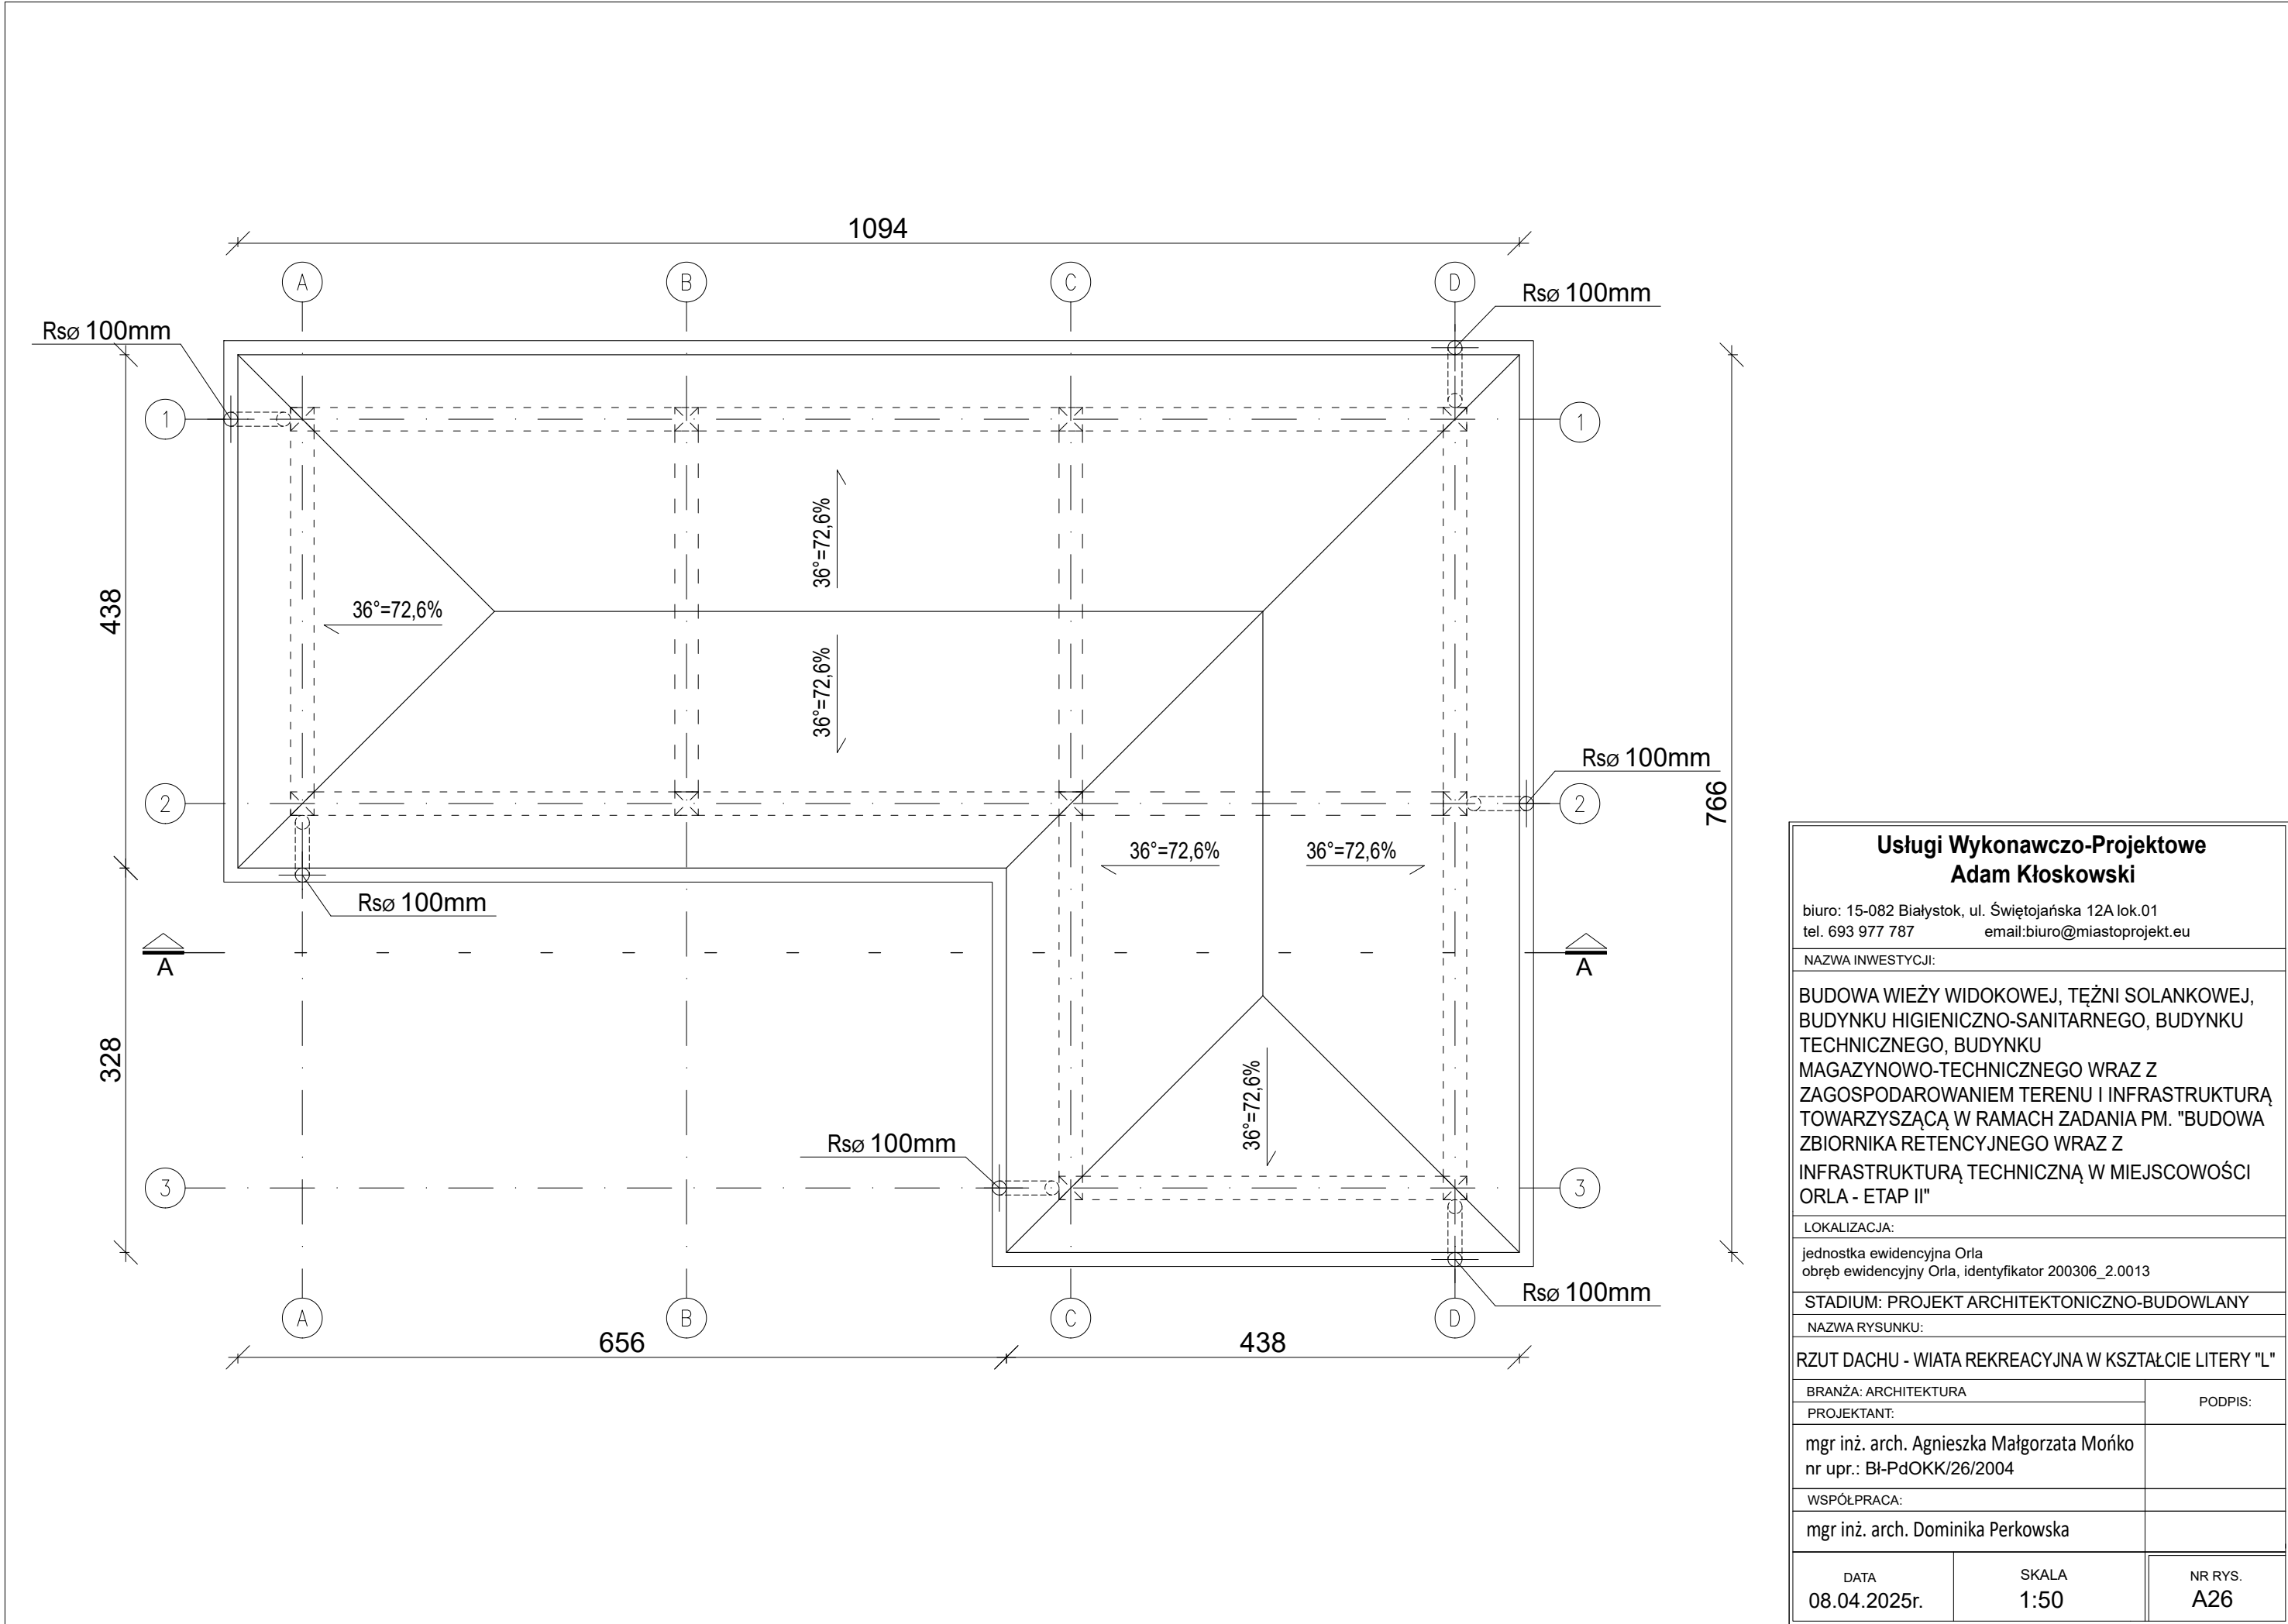 1094
A
B
C
D
Rsø 100mm
Rsø 100mm
1
1
36°=72,6%
36°=72,6%
438
36°=72,6%
Rsø 100mm
2
2
766
36°=72,6%
36°=72,6%
Rsø 100mm
A
A
328
36°=72,6%
Rsø 100mm
3
3
Rsø 100mm
A
B
C
D
656
438
Usługi Wykonawczo-Projektowe
Adam Kłoskowski
biuro: 15-082 Białystok, ul. Świętojańska 12A lok.01
tel. 693 977 787 email:biuro@miastoprojekt.eu
NAZWA INWESTYCJI:
BUDOWA WIEŻY WIDOKOWEJ, TĘŻNI SOLANKOWEJ,
BUDYNKU HIGIENICZNO-SANITARNEGO, BUDYNKU
TECHNICZNEGO, BUDYNKU
MAGAZYNOWO-TECHNICZNEGO WRAZ Z
ZAGOSPODAROWANIEM TERENU I INFRASTRUKTURĄ
TOWARZYSZĄCĄ W RAMACH ZADANIA PM. "BUDOWA
ZBIORNIKA RETENCYJNEGO WRAZ Z
INFRASTRUKTURĄ TECHNICZNĄ W MIEJSCOWOŚCI
ORLA - ETAP II"
LOKALIZACJA:
jednostka ewidencyjna Orla
obręb ewidencyjny Orla, identyfikator 200306_2.0013
STADIUM: PROJEKT ARCHITEKTONICZNO-BUDOWLANY
NAZWA RYSUNKU:
RZUT DACHU - WIATA REKREACYJNA W KSZTAŁCIE LITERY "L"
BRANŻA: ARCHITEKTURA
PODPIS:
PROJEKTANT:
mgr inż. arch. Agnieszka Małgorzata Mońko
nr upr.: Bł-PdOKK/26/2004
WSPÓŁPRACA:
mgr inż. arch. Dominika Perkowska
DATA
08.04.2025r.
SKALA
1:50
NR RYS.
A26